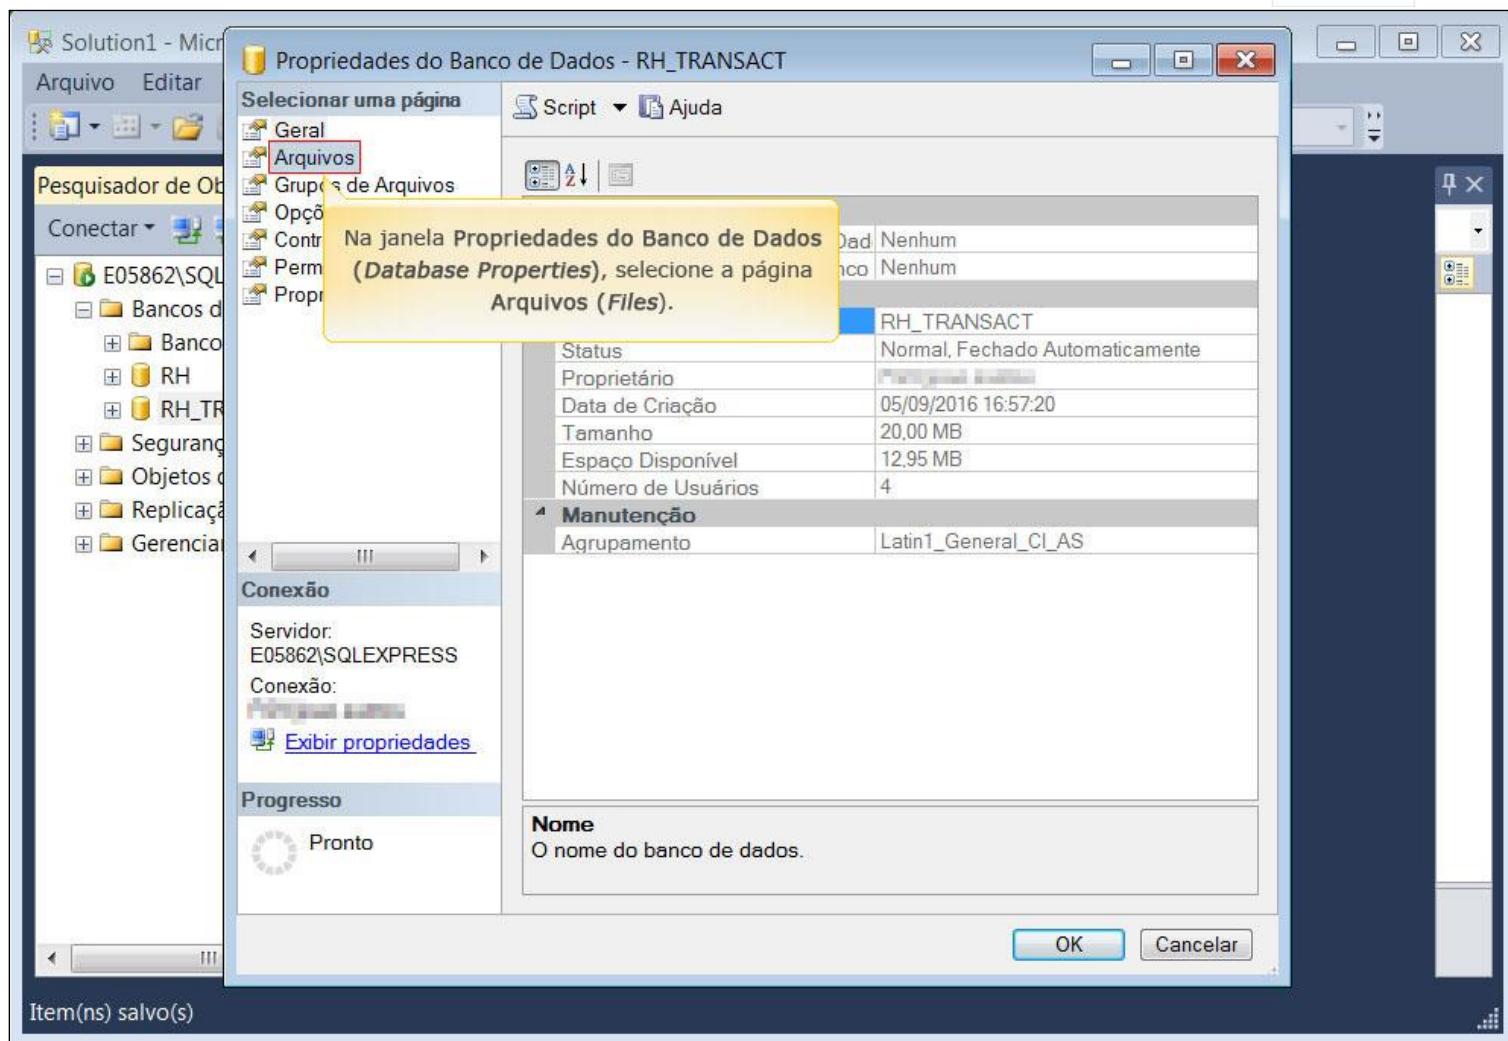 Solution1 - Micr
Arquivo Editar
Pesquisador de Ob
Conectar
E05862\SQL
Bancos d
Banco
RH
RH_TR
Seguranç
Objetos
Replicaçã
Gerencia
Item(ns) salvo(s)
Propriedades do Banco de Dados - RH_TRANSACT
Selecionar uma página
Geral
Arquivos
Grupos de Arquivos
Opçõ
Contr
Perm
Propr
Script Ajuda
Na janela Propriedades do Banco de Dados
(Database Properties), selecione a página
Arquivos (Files).
Dad Nenhum
nco Nenhum
RH_TRANSACT
Status Normal, Fechado Automaticamente
Proprietário
Data de Criação 05/09/2016 16:57:20
Tamanho 20,00 MB
Espaço Disponível 12,95 MB
Número de Usuários 4
Manutenção
Agrupamento Latin1_General_CI_AS
Conexão
Servidor:
E05862\SQLEXPRESS
Conexão:
Exibir propriedades
Progresso
Pronto
Nome
O nome do banco de dados.
OK Cancelar